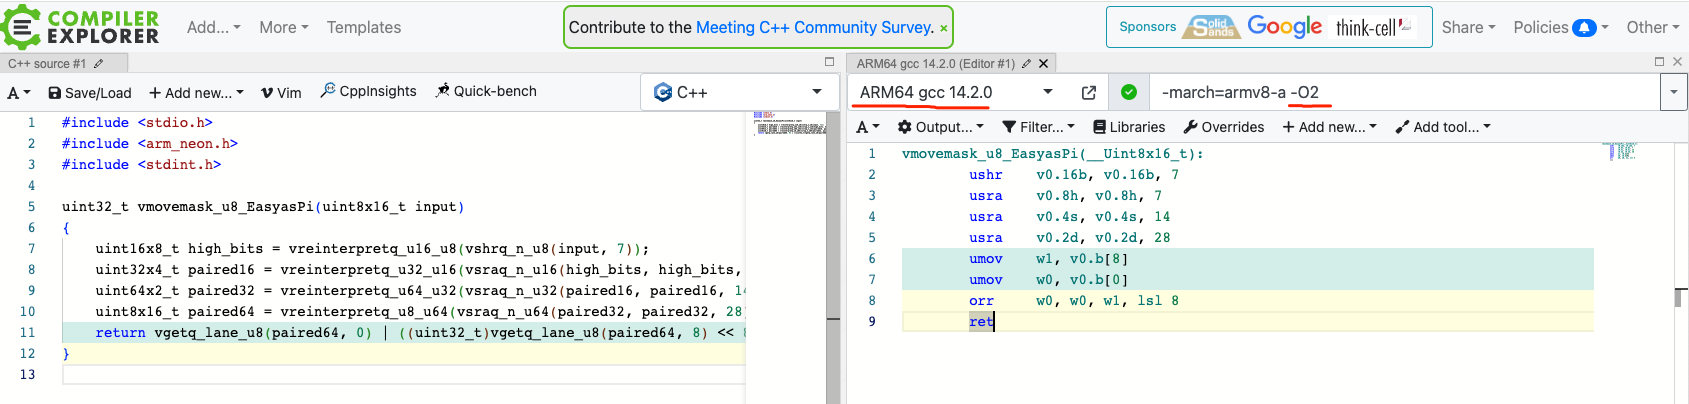 COMPILER
EXPLORER
Add...
More
Templates
Contribute to the Meeting C++ Community Survey. ×
Sponsors
Solid Sands
Google
think-cell
Share
Policies
Other
C++ source #1
A
Save/Load
+ Add new...
Vim
CppInsights
Quick-bench
C++
1 #include <stdio.h>
2 #include <arm_neon.h>
3 #include <stdint.h>
4
5 uint32_t vmovemask_u8_EasyasPi(uint8x16_t input)
6 {
7 uint16x8_t high_bits = vreinterpretq_u16_u8(vshrq_n_u8(input, 7));
8 uint32x4_t paired16 = vreinterpretq_u32_u16(vsraq_n_u16(high_bits, high_bits,
9 uint64x2_t paired32 = vreinterpretq_u64_u32(vsraq_n_u32(paired16, paired16, 14
10 uint8x16_t paired64 = vreinterpretq_u8_u64(vsraq_n_u64(paired32, paired32, 28
11 return vgetq_lane_u8(paired64, 0) | ((uint32_t)vgetq_lane_u8(paired64, 8) << 8
12 }
13
ARM64 gcc 14.2.0 (Editor #1)
ARM64 gcc 14.2.0
-march=armv8-a -O2
A
Output...
Filter...
Libraries
Overrides
+ Add new...
Add tool...
1 vmovemask_u8_EasyasPi(__Uint8x16_t):
2 ushr v0.16b, v0.16b, 7
3 usra v0.8h, v0.8h, 7
4 usra v0.4s, v0.4s, 14
5 usra v0.2d, v0.2d, 28
6 umov w1, v0.b[8]
7 umov w0, v0.b[0]
8 orr w0, w0, w1, lsl 8
9 ret